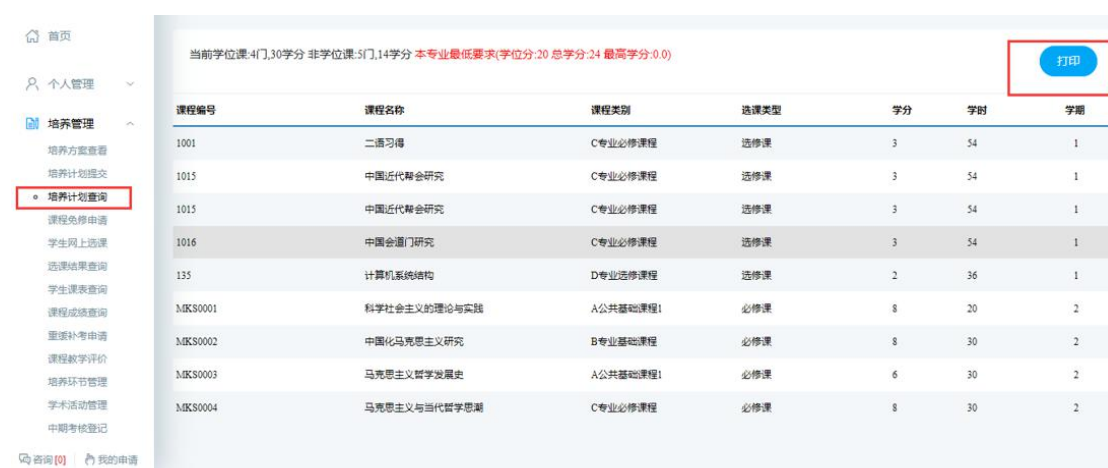 首页
个人管理
培养管理
培养方案查看
培养计划提交
培养计划查询
课程免修申请
学生网上选课
选课结果查询
学生课表查询
课程成绩查询
重缓补考申请
课程教学评价
培养环节管理
学术活动管理
中期考核登记
咨询[0] 我的申请
当前学位课:4门,30学分 非学位课:5门,14学分 本专业最低要求(学位分:20 总学分:24 最高学分:0.0)
打印
课程编号 课程名称 课程类别 选课类型 学分 学时 学期
1001 二语习得 C专业必修课程 选修课 3 54 1
1015 中国近代帮会研究 C专业必修课程 选修课 3 54 1
1015 中国近代帮会研究 C专业必修课程 选修课 3 54 1
1016 中国会道门研究 C专业必修课程 选修课 3 54 1
135 计算机系统结构 D专业选修课程 选修课 2 36 1
MKS0001 科学社会主义的理论与实践 A公共基础课程1 必修课 8 20 2
MKS0002 中国化马克思主义研究 B专业基础课程 必修课 8 30 2
MKS0003 马克思主义哲学发展史 A公共基础课程1 必修课 6 30 2
MKS0004 马克思主义与当代哲学思潮 C专业必修课程 必修课 8 30 2